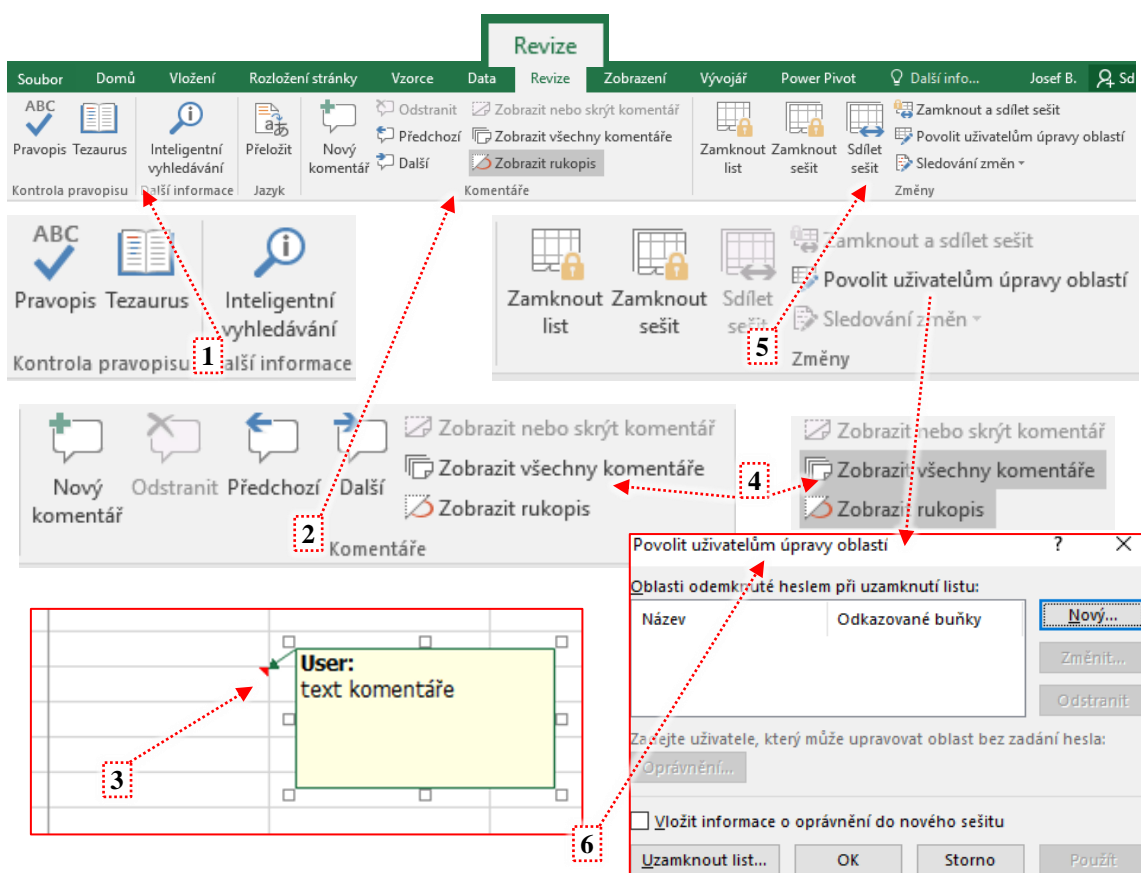 Revize
Soubor Domů Vložení Rozložení stránky Vzorce Data Revize Zobrazení Vývojář Power Pivot Další info... Josef B. Sd
ABC
Odstranit Zobrazit nebo skrýt komentář Zamknout a sdílet sešit
Předchozí Zobrazit všechny komentáře Povolit uživatelům úpravy oblastí
Pravopis Tezaurus Inteligentní Přeložit Nový Zamknout Zamknout Sdílet
vyhledávání komentář Další Zobrazit rukopis list sešit sešit Sledování změn
Kontrola pravopisu Další informace Jazyk Komentáře Změny
ABC
Pravopis Tezaurus Inteligentní
vyhledávání
1
Kontrola pravopisu alší informace
Zamknout a sdílet sešit
Povolit uživatelům úpravy oblastí
Zamknout Zamknout Sdílet
list sešit sešit Sledování změn
5
Změny
Zobrazit nebo skrýt komentář
Zobrazit všechny komentáře
Nový Odstranit Předchozí Další
komentář Zobrazit rukopis
2
Komentáře
4
Zobrazit nebo skrýt komentář
Zobrazit všechny komentáře
Zobrazit rukopis
User:
text komentáře
3
Povolit uživatelům úpravy oblastí ?
Oblasti odemknuté heslem při uzamknutí listu:
Název Odkazované buňky Nový...
Změnit...
Odstranit
Zadejte uživatele, který může upravovat oblast bez zadání hesla:
Oprávnění...
Vložit informace o oprávnění do nového sešitu
6
Uzamknout list... OK Storno Použít